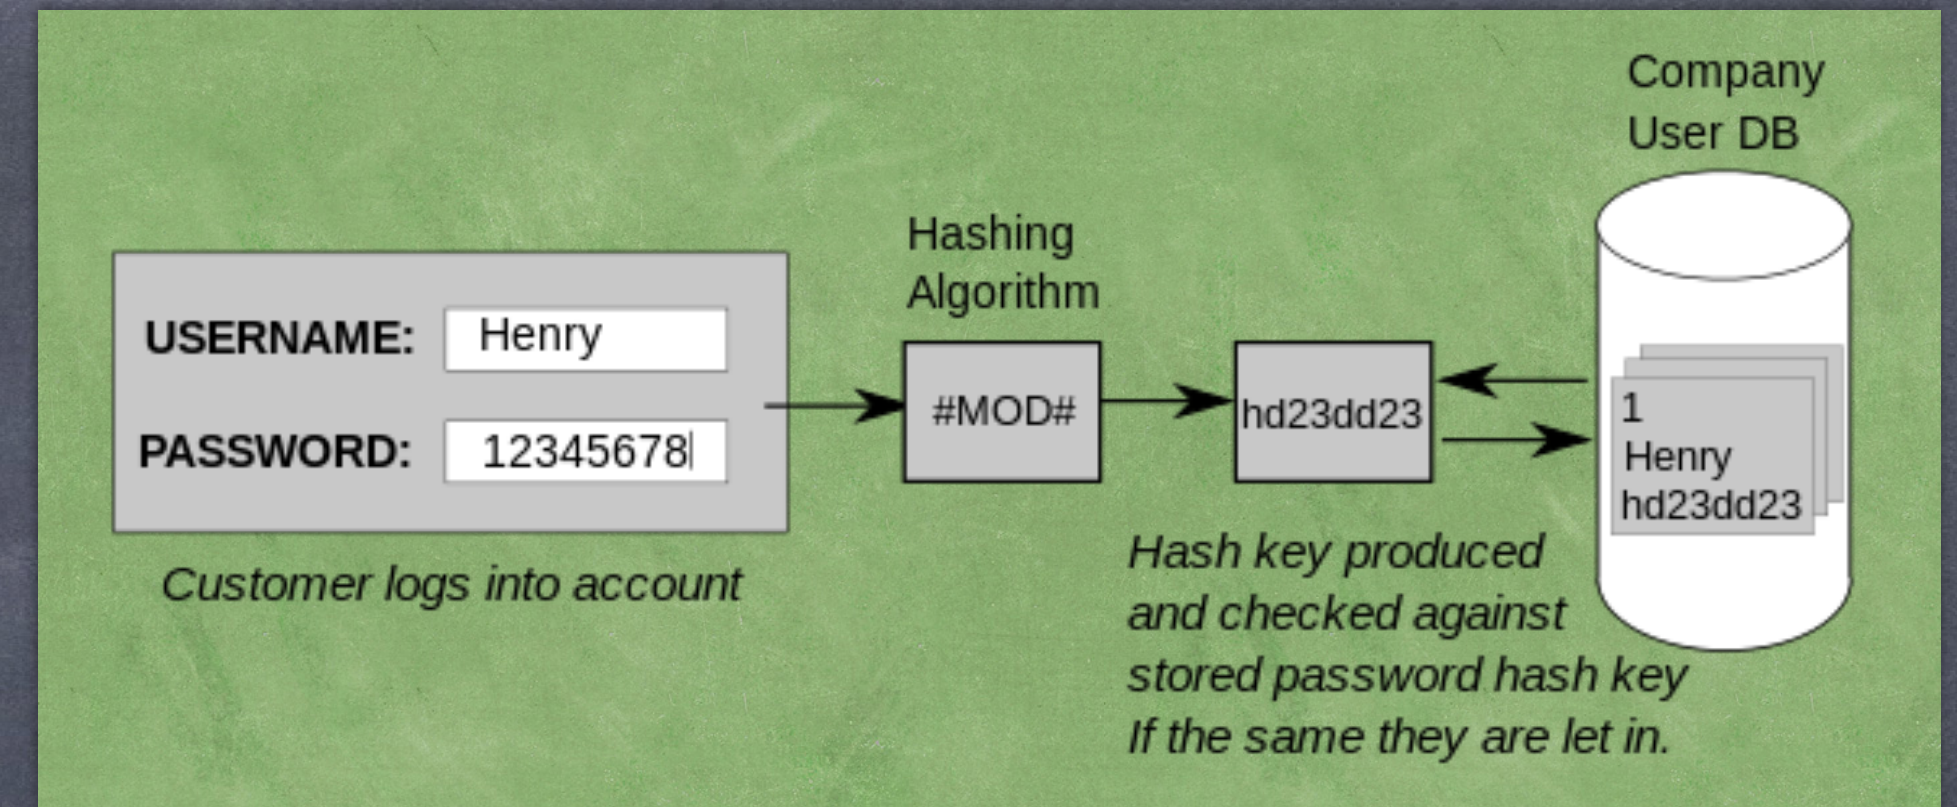 Company
User DB
Hashing
Algorithm
USERNAME: Henry
PASSWORD: 12345678
#MOD#
hd23dd23
1
Henry
hd23dd23
Customer logs into account
Hash key produced
and checked against
stored password hash key
If the same they are let in.